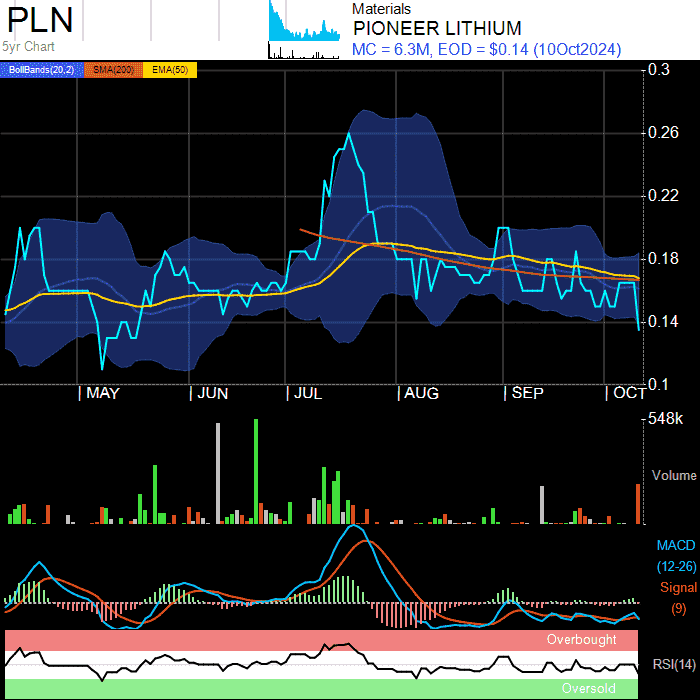 PLN
5yr Chart
Materials
PIONEER LITHIUM
MC = 6.3M, EOD = $0.14 (10Oct2024)
BollBands(20,2) SMA(200) EMA(50)
0.3
0.26
0.22
0.18
0.14
0.1
| MAY | JUN | JUL | AUG | SEP | OCT
548k
Volume
MACD
(12-26)
Signal
(9)
Overbought
RSI(14)
Oversold